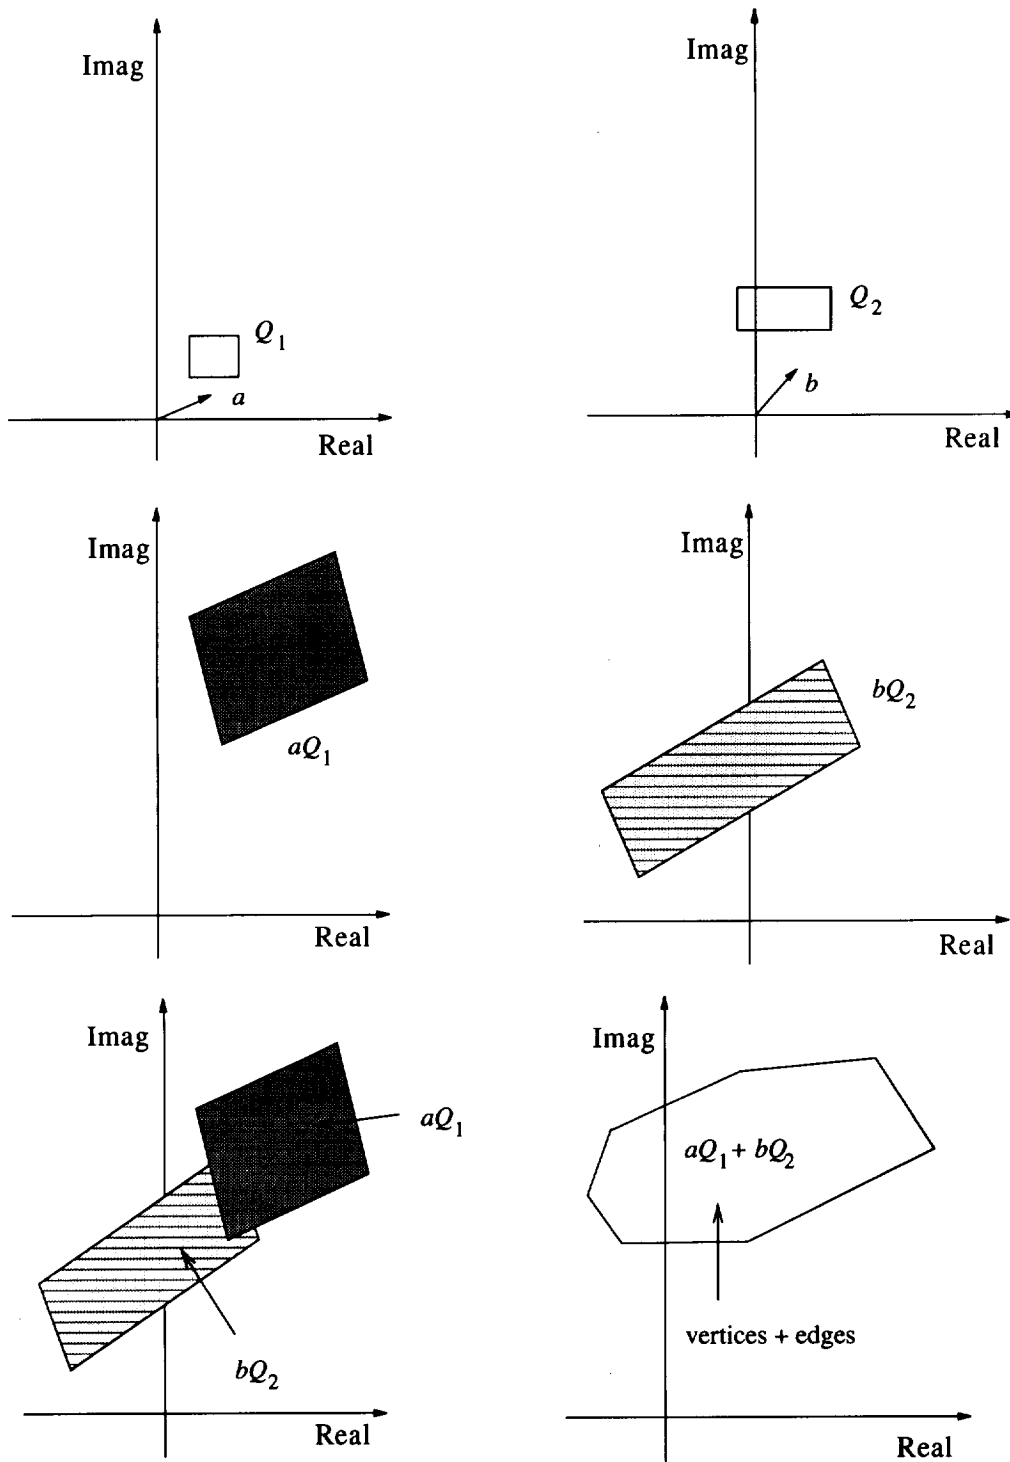 Imag
Q1
a
Real
Imag
Q2
b
Real
Imag
aQ1
Real
Imag
bQ2
Real
Imag
aQ1
bQ2
Real
Imag
aQ1 + bQ2
vertices + edges
Real